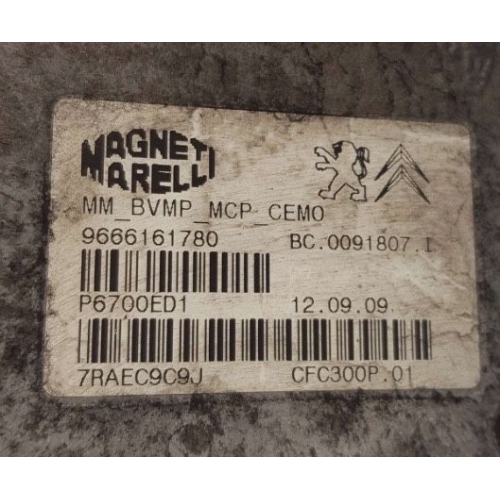 MAGNETI
MARELLI
MM_BVMP_MCP_CEMO
9666161780 BC.0091807.I
P6700ED1 12.09.09.
7RAEC9C9J CFC300P.01